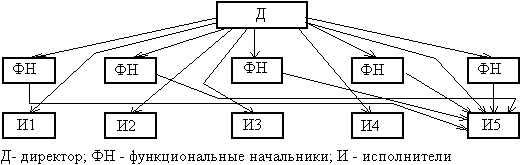 Д
ФН ФН ФН ФН ФН
И1 И2 И3 И4 И5
Д- директор; ФН - функциональные начальники; И - исполнители